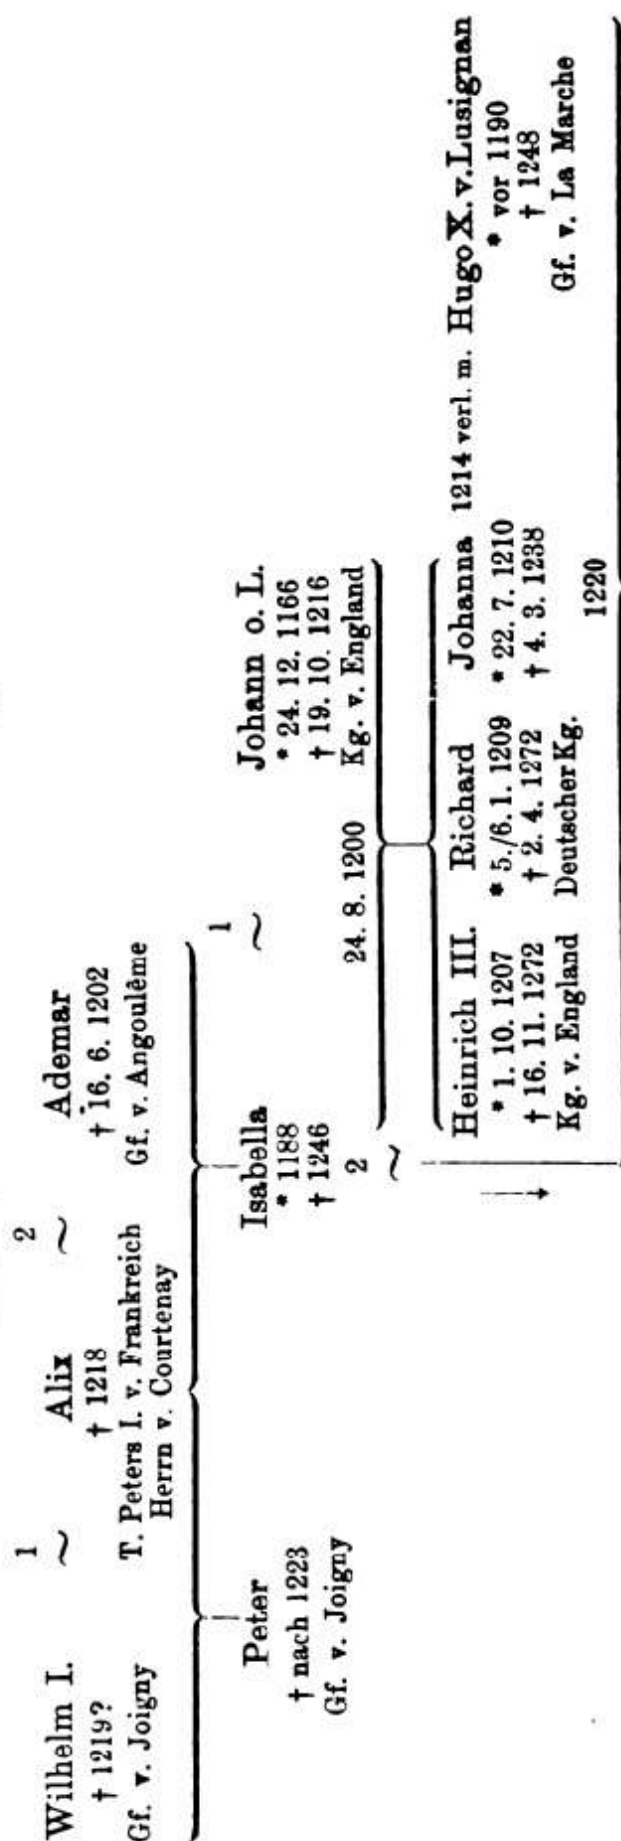 1 2
Wilhelm I. ~ Alix ~ Ademar
† 1219? † 1218 † 16. 6. 1202
Gf. v. Joigny T. Peters I. v. Frankreich Gf. v. Angoulême
Herrn v. Courtenay
1
Peter Isabella ~ Johann o. L.
† nach 1223 * 1188 * 24. 12. 1166
Gf. v. Joigny † 1246 † 19. 10. 1216
2 24. 8. 1200 Kg. v. England
~
Heinrich III. Richard Johanna 1214 verl. m. Hugo X. v. Lusignan
* 1. 10. 1207 * 5./6. 1. 1209 * 22. 7. 1210 * vor 1190
† 16. 11. 1272 † 2. 4. 1272 † 4. 3. 1238 † 1248
Kg. v. England Deutscher Kg. Gf. v. La Marche
1220